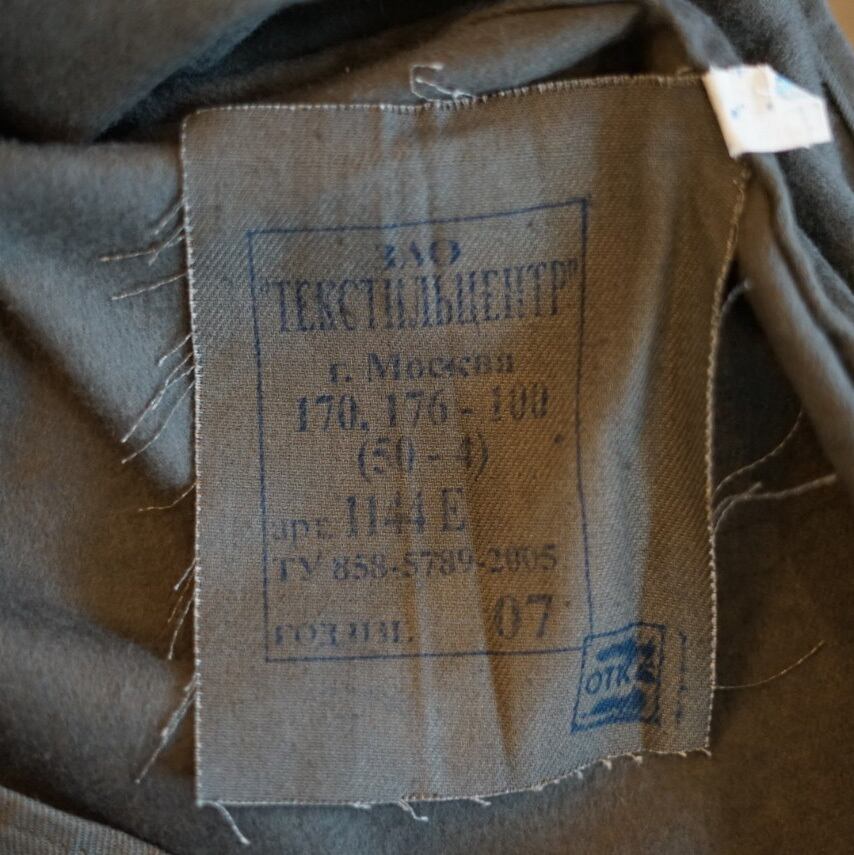 ЗАО
"ТЕКСТИЛЬЦЕНТР"
г. Москва
170, 176 - 100
(50 - 4)
арт. 1144 Е
ТУ 858-5789-2005
год изг. 07
ОТК